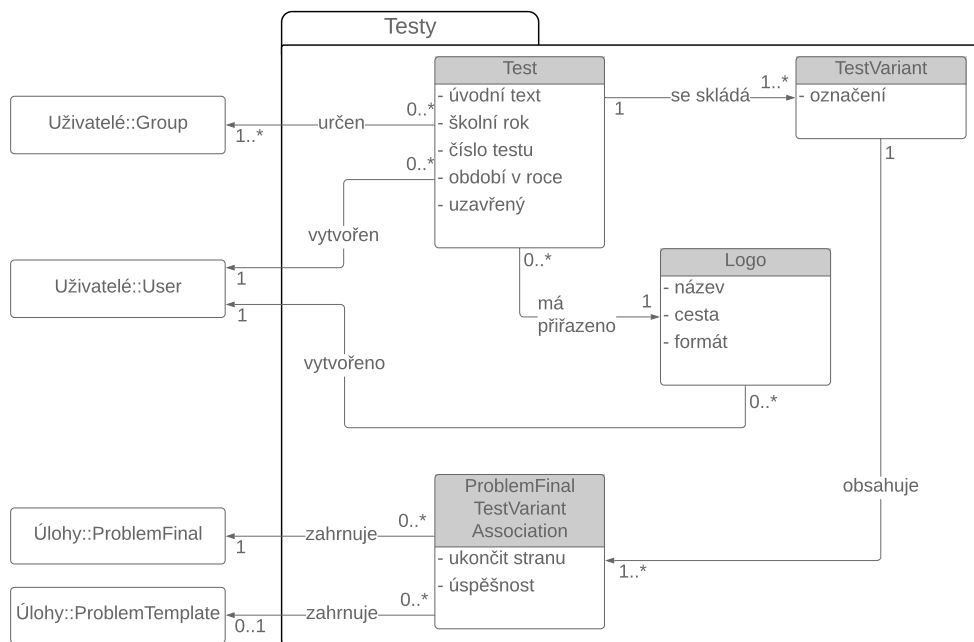 Testy
Test
- úvodní text
- školní rok
- číslo testu
- období v roce
- uzavřený
TestVariant
- označení
1
se skládá
1..*
Uživatelé::Group
1..*
určen
0..*
0..*
vytvořen
1
Uživatelé::User
1
vytvořeno
0..*
má
přiřazeno
1
Logo
- název
- cesta
- formát
0..*
1
obsahuje
1..*
ProblemFinal
TestVariant
Association
- ukončit stranu
- úspěšnost
Úlohy::ProblemFinal
1
zahrnuje
0..*
Úlohy::ProblemTemplate
0..1
zahrnuje
0..*